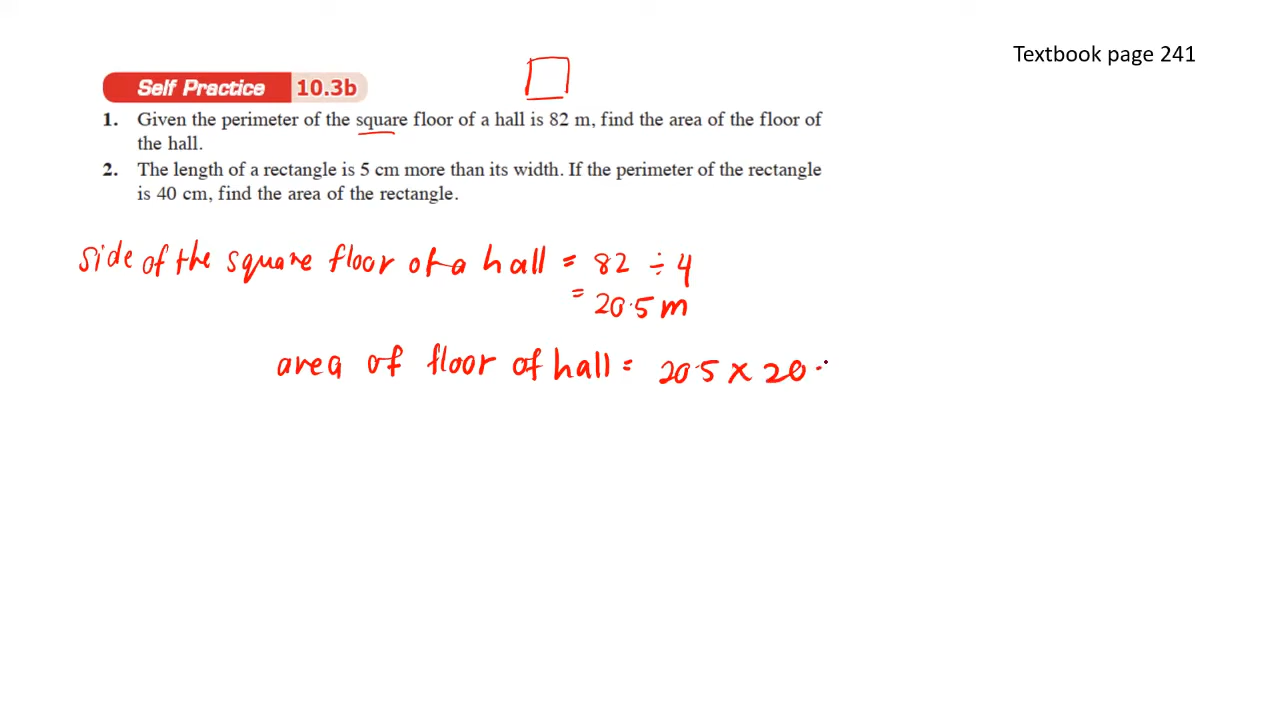 Textbook page 241
Self Practice 10.3b
1. Given the perimeter of the square floor of a hall is 82 m, find the area of the floor of
the hall.
2. The length of a rectangle is 5 cm more than its width. If the perimeter of the rectangle
is 40 cm, find the area of the rectangle.
side of the square floor of a hall = 82 ÷ 4
= 20.5 m
area of floor of hall = 20.5 × 20.